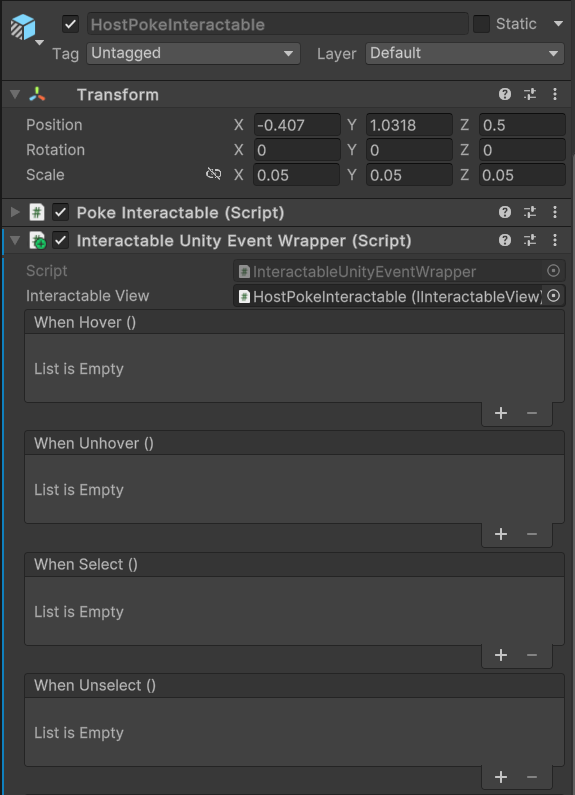 HostPokeInteractable Static
Tag Untagged Layer Default
Transform
Position X -0.407 Y 1.0318 Z 0.5
Rotation X 0 Y 0 Z 0
Scale X 0.05 Y 0.05 Z 0.05
# Poke Interactable (Script)
# Interactable Unity Event Wrapper (Script)
Script # InteractableUnityEventWrapper
Interactable View # HostPokeInteractable (IInteractableView)
When Hover ()
List is Empty
+ −
When Unhover ()
List is Empty
+ −
When Select ()
List is Empty
+ −
When Unselect ()
List is Empty
+ −